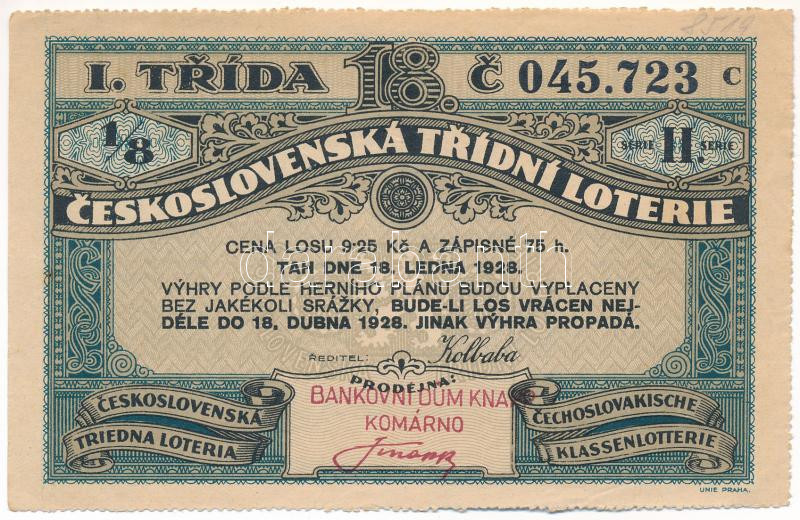 8519
I. TŘÍDA 18. Č 045.723 C
1/8 SERIE II. SERIE
ČESKOSLOVENSKÁ TŘÍDNÍ LOTERIE
CENA LOSU 9·25 Kč A ZÁPISNÉ 75 h.
TAH DNE 18. LEDNA 1928.
VÝHRY PODLE HERNÍHO PLÁNU BUDOU VYPLACENY
BEZ JAKÉKOLI SRÁŽKY, BUDE-LI LOS VRÁCEN NEJ-
DÉLE DO 18. DUBNA 1928. JINAK VÝHRA PROPADÁ.
ŘEDITEL: Kolbaba
PRODEJNA:
BANKOVNÍ DUM KNAPP
KOMÁRNO
ČESKOSLOVENSKÁ
TRIEDNA LOTERIA
ČECHOSLOVAKISCHE
KLASSENLOTTERIE
UNIE PRAHA.
darabanth